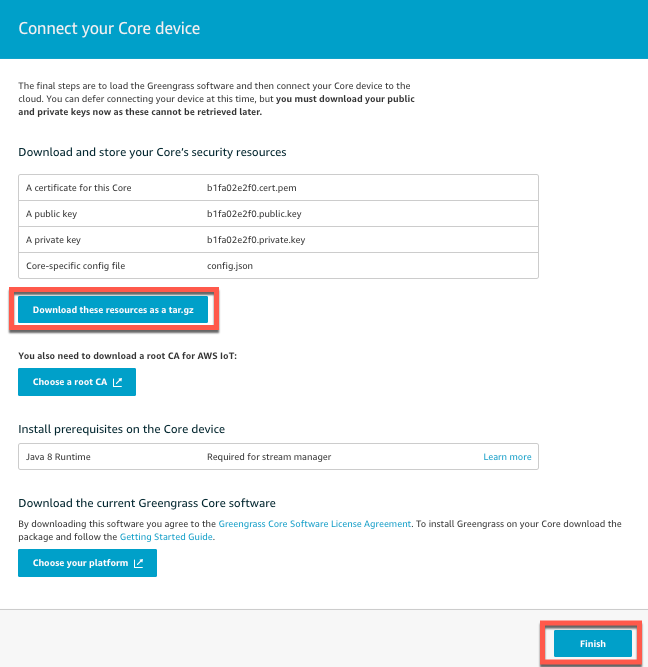 Connect your Core device
The final steps are to load the Greengrass software and then connect your Core device to the
cloud. You can defer connecting your device at this time, but you must download your public
and private keys now as these cannot be retrieved later.
Download and store your Core's security resources
A certificate for this Core b1fa02e2f0.cert.pem
A public key b1fa02e2f0.public.key
A private key b1fa02e2f0.private.key
Core-specific config file config.json
Download these resources as a tar.gz
You also need to download a root CA for AWS IoT:
Choose a root CA
Install prerequisites on the Core device
Java 8 Runtime Required for stream manager Learn more
Download the current Greengrass Core software
By downloading this software you agree to the Greengrass Core Software License Agreement. To install Greengrass on your Core download the
package and follow the Getting Started Guide.
Choose your platform
Finish